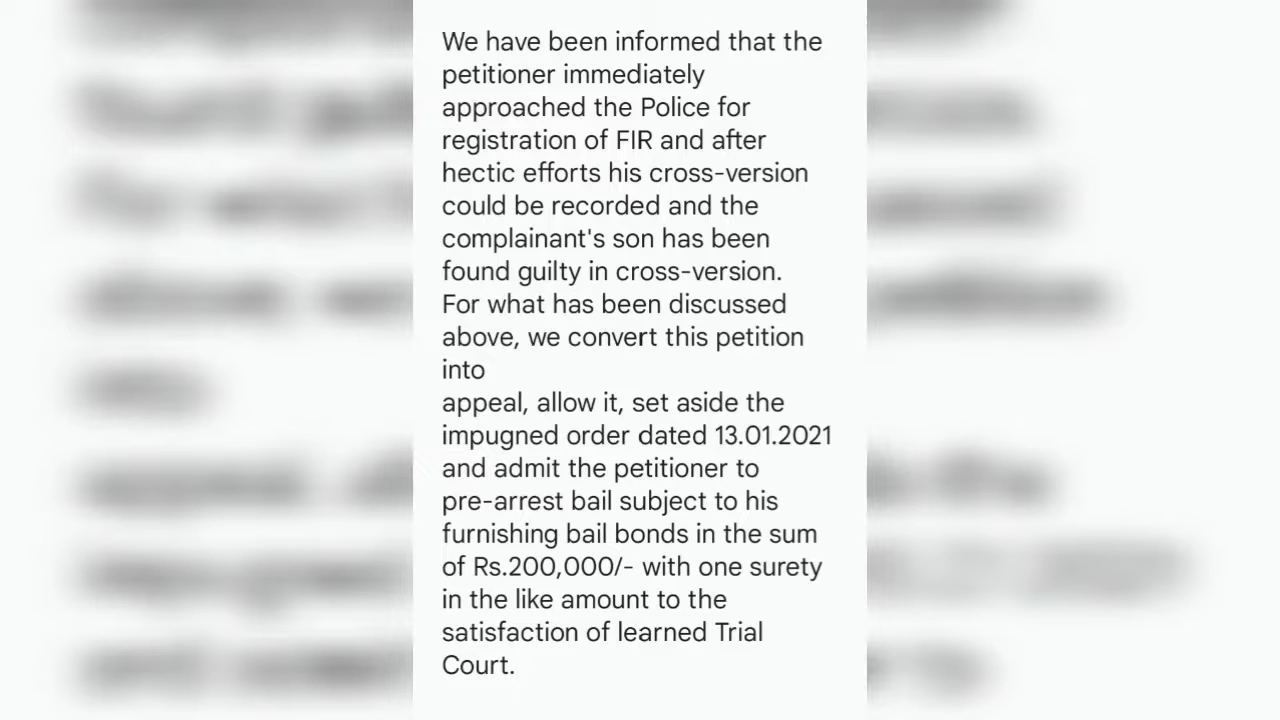 We have been informed that the
petitioner immediately
approached the Police for
registration of FIR and after
hectic efforts his cross-version
could be recorded and the
complainant's son has been
found guilty in cross-version.
For what has been discussed
above, we convert this petition
into
appeal, allow it, set aside the
impugned order dated 13.01.2021
and admit the petitioner to
pre-arrest bail subject to his
furnishing bail bonds in the sum
of Rs.200,000/- with one surety
in the like amount to the
satisfaction of learned Trial
Court.